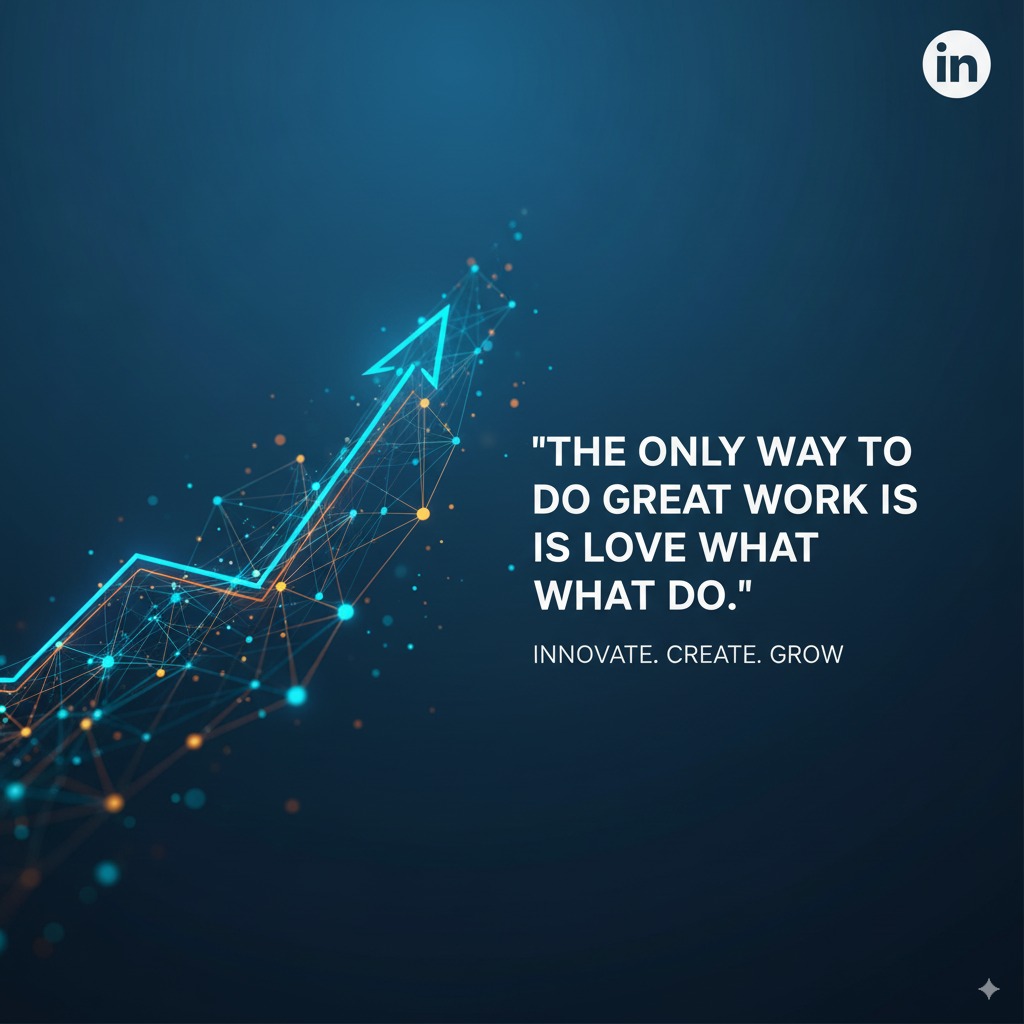 in
"THE ONLY WAY TO
DO GREAT WORK IS
IS LOVE WHAT
WHAT DO."
INNOVATE. CREATE. GROW